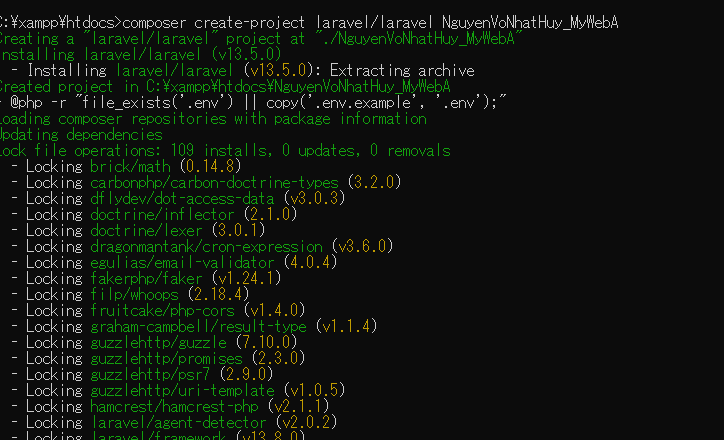 C:¥xampp¥htdocs>composer create-project laravel/laravel NguyenVoNhatHuy_MyWebA
Creating a "laravel/laravel" project at "./NguyenVoNhatHuy_MyWebA"
Installing laravel/laravel (v13.5.0)
- Installing laravel/laravel (v13.5.0): Extracting archive
Created project in C:¥xampp¥htdocs¥NguyenVoNhatHuy_MyWebA
> @php -r "file_exists('.env') || copy('.env.example', '.env');"
Loading composer repositories with package information
Updating dependencies
Lock file operations: 109 installs, 0 updates, 0 removals
- Locking brick/math (0.14.8)
- Locking carbonphp/carbon-doctrine-types (3.2.0)
- Locking dflydev/dot-access-data (v3.0.3)
- Locking doctrine/inflector (2.1.0)
- Locking doctrine/lexer (3.0.1)
- Locking dragonmantank/cron-expression (v3.6.0)
- Locking egulias/email-validator (4.0.4)
- Locking fakerphp/faker (v1.24.1)
- Locking filp/whoops (2.18.4)
- Locking fruitcake/php-cors (v1.4.0)
- Locking graham-campbell/result-type (v1.1.4)
- Locking guzzlehttp/guzzle (7.10.0)
- Locking guzzlehttp/promises (2.3.0)
- Locking guzzlehttp/psr7 (2.9.0)
- Locking guzzlehttp/uri-template (v1.0.5)
- Locking hamcrest/hamcrest-php (v2.1.1)
- Locking laravel/agent-detector (v2.0.2)
- Locking laravel/framework (v13.8.0)